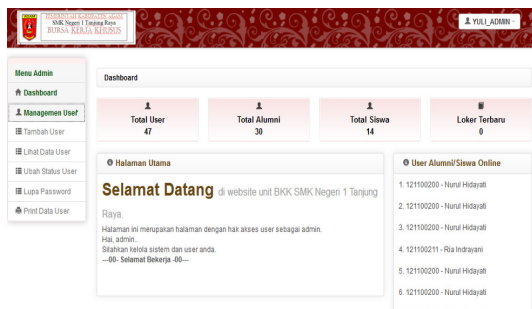 PEMERINTAH KABUPATEN AGAM
SMK Negeri 1 Tanjung Raya
BURSA KERJA KHUSUS
YULI_ADMIN
Menu Admin
Dashboard
Managemen User
Tambah User
Lihat Data User
Ubah Status User
Lupa Password
Print Data User
Dashboard
Total User
47
Total Alumni
30
Total Siswa
14
Loker Terbaru
0
Halaman Utama
Selamat Datang di website unit BKK SMK Negeri 1 Tanjung
Raya.
Halaman ini merupakan halaman dengan hak akses user sebagai admin.
Hai, admin..
Silahkan kelola sistem dan user anda.
---00- Selamat Bekerja -00---
User Alumni/Siswa Online
1. 121100200 - Nurul Hidayati
2. 121100200 - Nurul Hidayati
3. 121100200 - Nurul Hidayati
4. 121100211 - Ria Indrayani
5. 121100200 - Nurul Hidayati
6. 121100200 - Nurul Hidayati